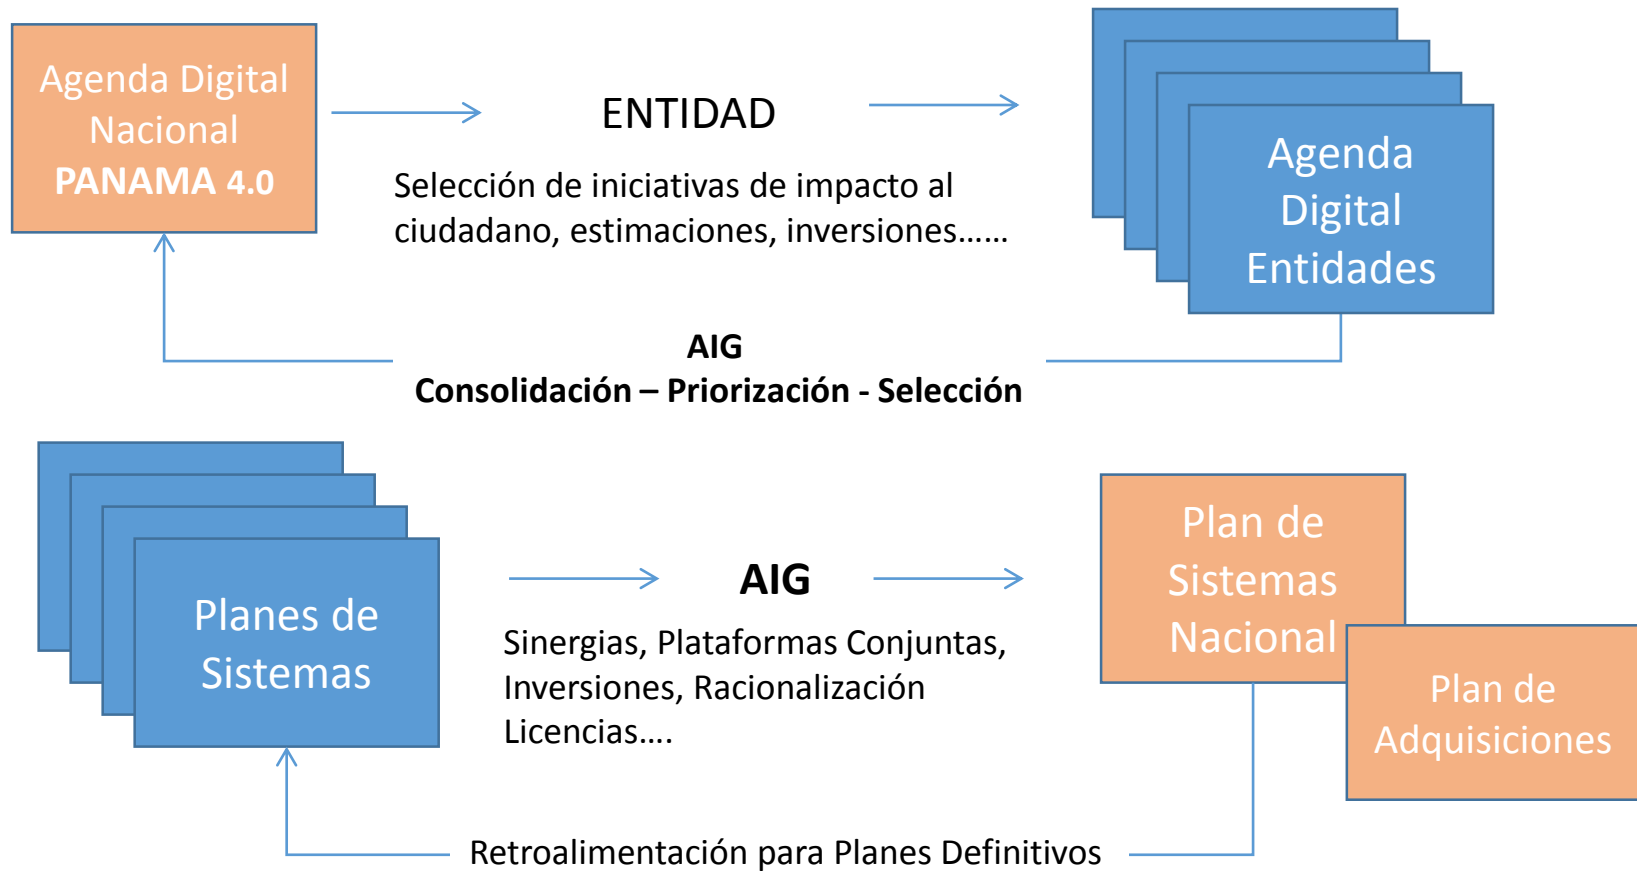 Agenda Digital
Nacional
PANAMA 4.0
ENTIDAD
Selección de iniciativas de impacto al
ciudadano, estimaciones, inversiones……
Agenda
Digital
Entidades
AIG
Consolidación – Priorización - Selección
Planes de
Sistemas
AIG
Sinergias, Plataformas Conjuntas,
Inversiones, Racionalización
Licencias….
Plan de
Sistemas
Nacional
Plan de
Adquisiciones
Retroalimentación para Planes Definitivos